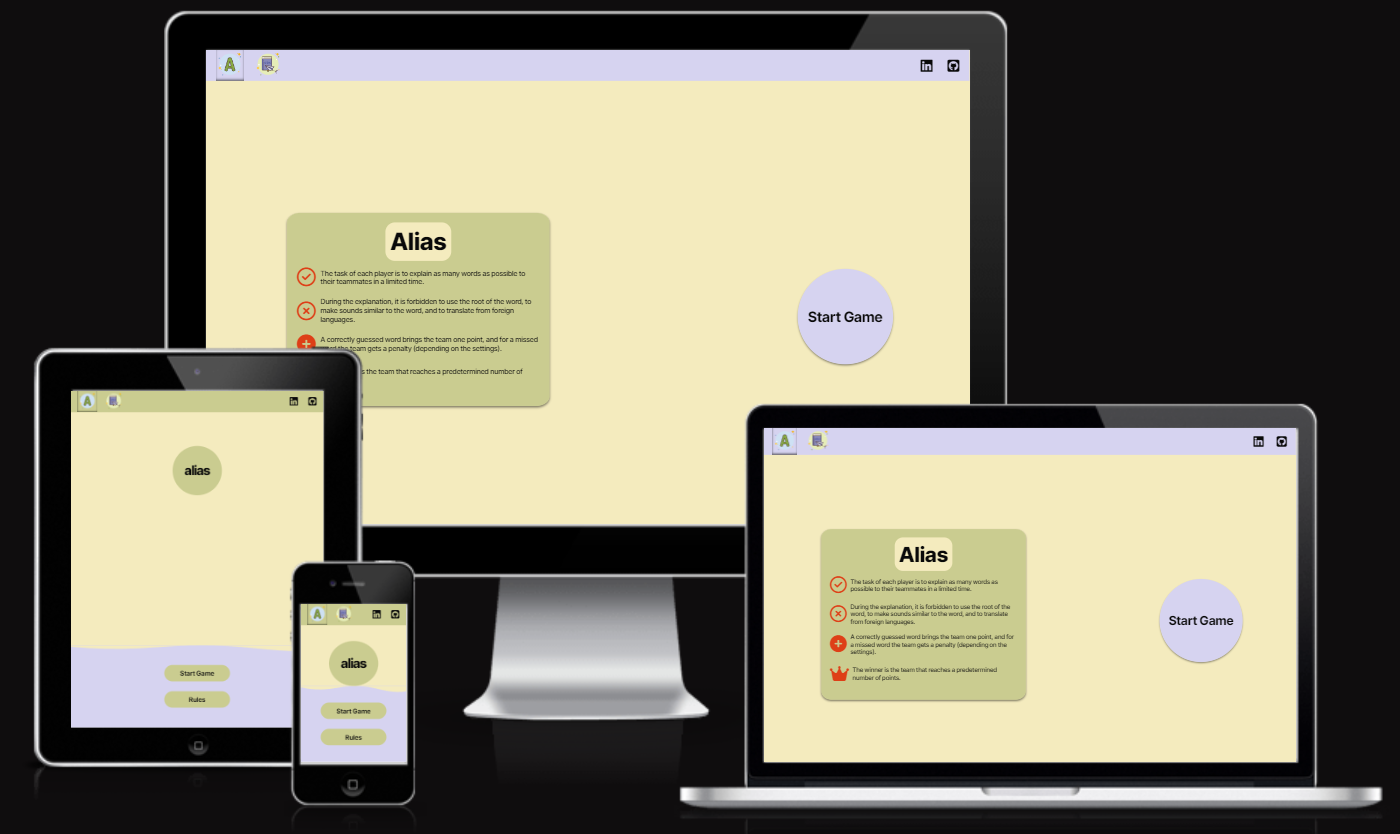 A
in
Alias
The task of each player is to explain as many words as possible to
their teammates in a limited time.
During the explanation, it is forbidden to use the root of the word, to
make sounds similar to the word, and to translate from foreign
languages.
A correctly guessed word brings the team one point, and for a missed
the team gets a penalty (depending on the settings).
the team that reaches a predetermined number of
Start Game
A
in
alias
Start Game
Rules
A
in
alias
Start Game
Rules
A
in
Alias
The task of each player is to explain as many words as
possible to their teammates in a limited time.
During the explanation, it is forbidden to use the root of the
word, to make sounds similar to the word, and to translate
from foreign languages.
A correctly guessed word brings the team one point, and for
a missed word the team gets a penalty (depending on the
settings).
The winner is the team that reaches a predetermined
number of points.
Start Game